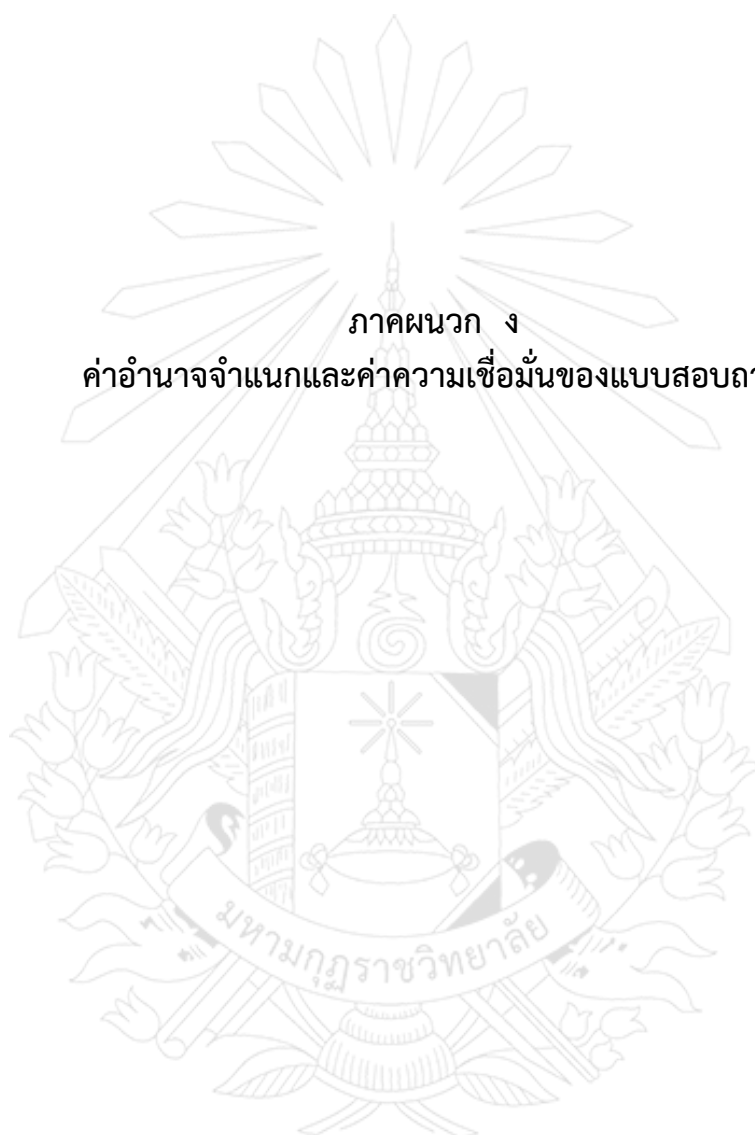 ภาคผนวก ง
ค่าอำนาจจำแนกและค่าความเชื่อมั่นของแบบสอบถา
มหามกุฏราชวิทยาลัย